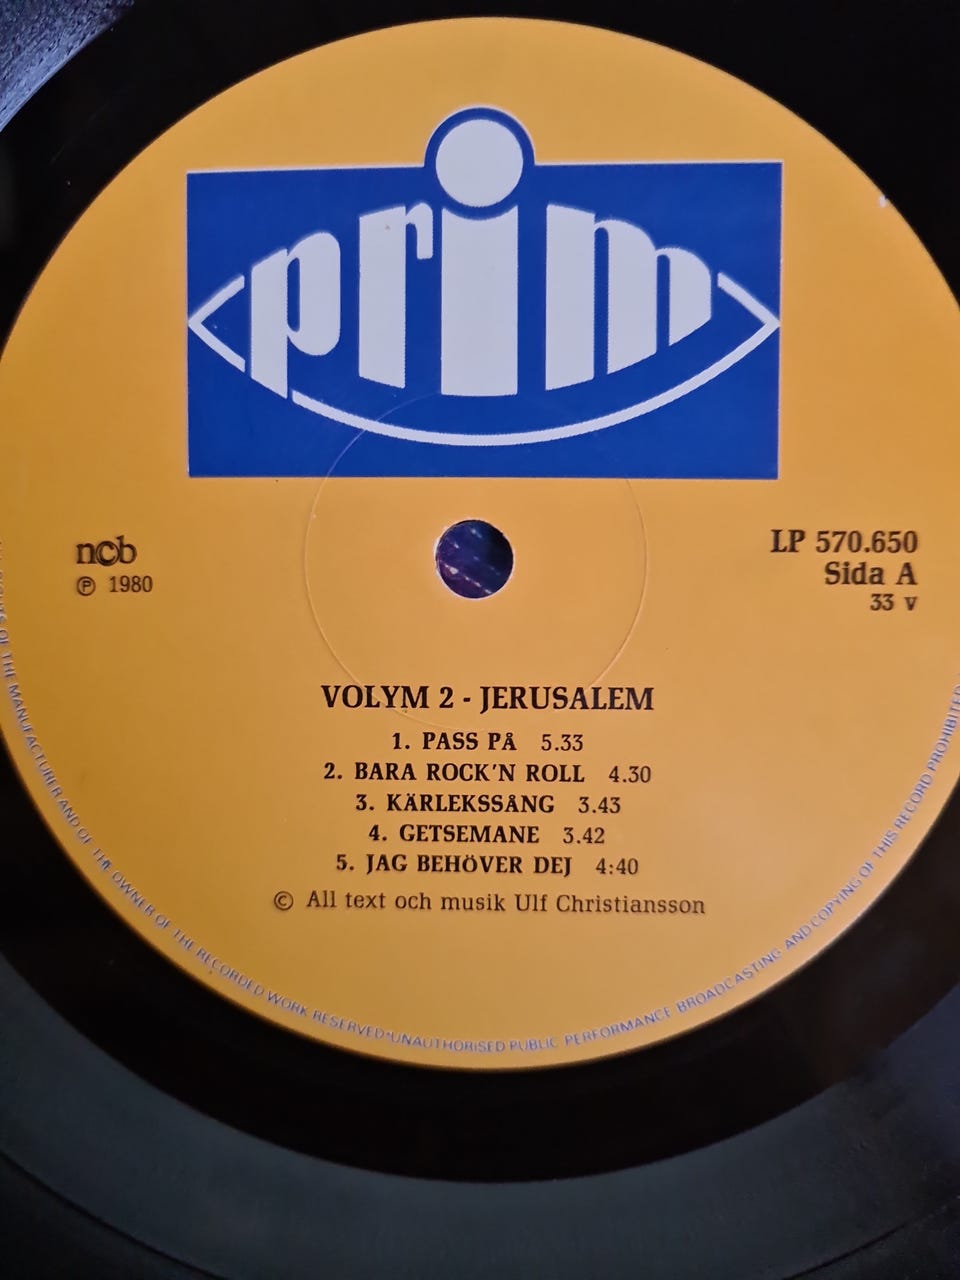 prim
ncb
℗ 1980
LP 570.650
Sida A
33 v
VOLYM 2 - JERUSALEM
1. PASS PÅ 5.33
2. BARA ROCK'N ROLL 4.30
3. KÄRLEKSSÅNG 3.43
4. GETSEMANE 3.42
5. JAG BEHÖVER DEJ 4:40
© All text och musik Ulf Christiansson
OF THE MANUFACTURER AND OF THE OWNER OF THE RECORDED WORK RESERVED•UNAUTHORISED PUBLIC PERFORMANCE BROADCASTING AND COPYING OF THIS RECORD PROHIBITED